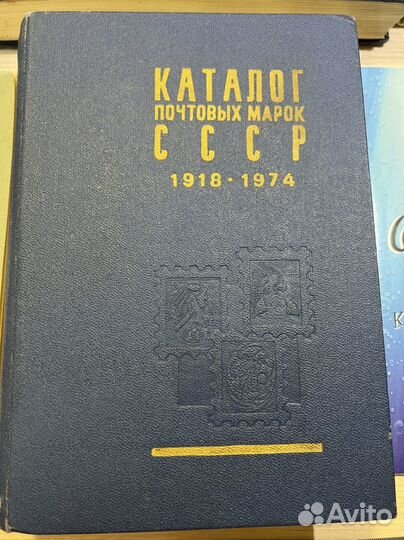 КАТАЛОГ
ПОЧТОВЫХ МАРОК
СССР
1918 · 1974
К
Avito